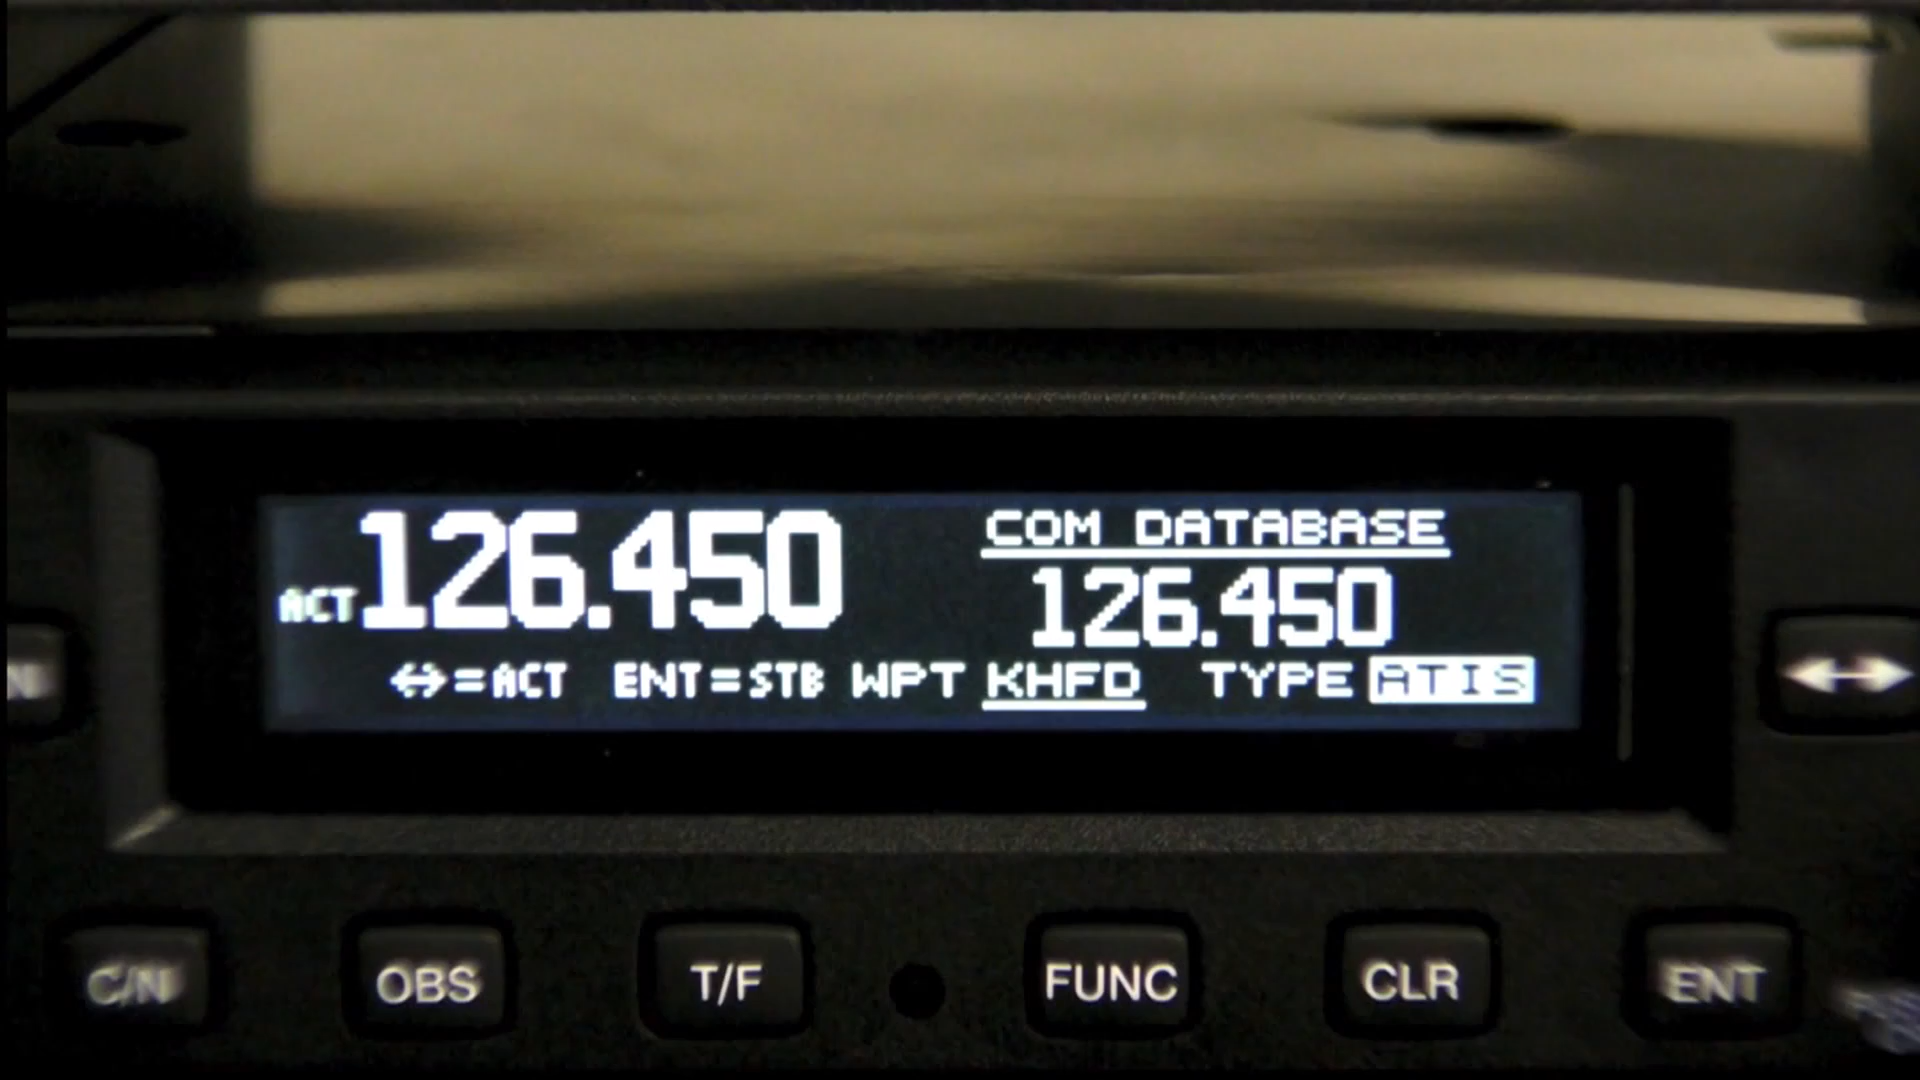 126.450 COM DATABASE
ACT 126.450
↔=ACT ENT=STB WPT KHFD TYPE ATIS
C/N OBS T/F FUNC CLR ENT